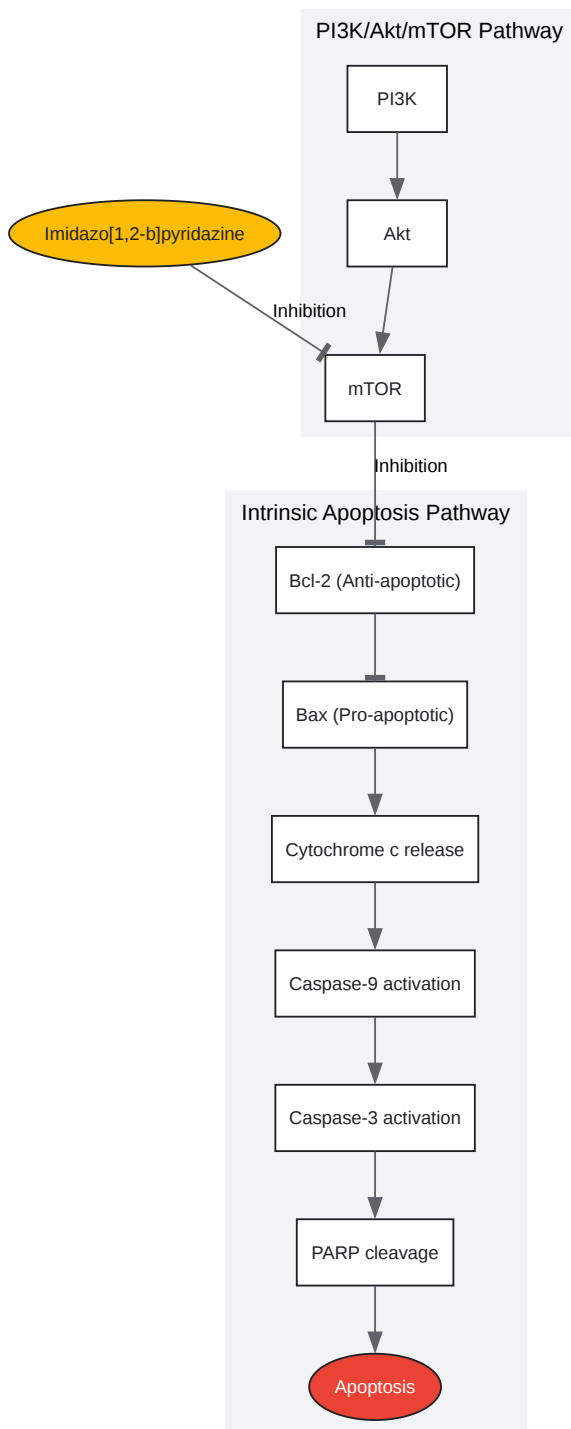 PI3K/Akt/mTOR Pathway
PI3K
Imidazo[1,2-b]pyridazine
Akt
Inhibition
mTOR
Inhibition
Intrinsic Apoptosis Pathway
Bcl-2 (Anti-apoptotic)
Bax (Pro-apoptotic)
Cytochrome c release
Caspase-9 activation
Caspase-3 activation
PARP cleavage
Apoptosis